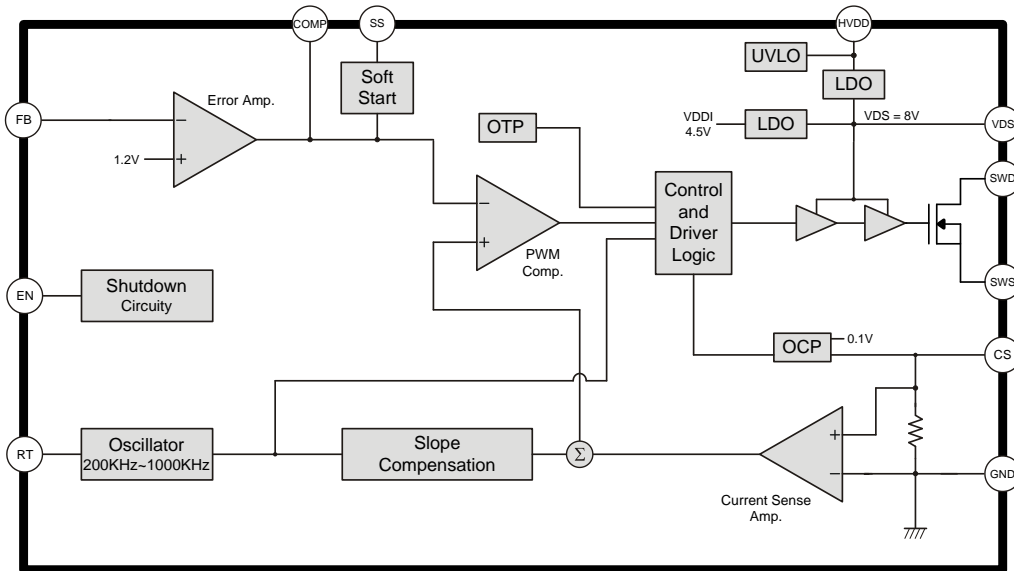 COMP
SS
HVDD
UVLO
Soft
Start
LDO
Error Amp.
FB
−
1.2V
+
OTP
VDDI
4.5V
LDO
VDS = 8V
VDS
Control
and
Driver
Logic
SWD
−
+
PWM
Comp.
EN
Shutdown
Circuity
SWS
OCP
0.1V
CS
RT
Oscillator
200KHz~1000KHz
Slope
Compensation
Σ
+
−
Current Sense
Amp.
GND